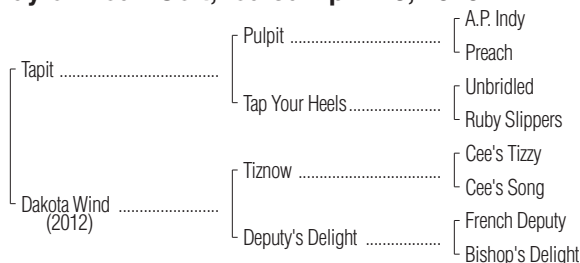 A.P. Indy
Pulpit
Preach
Tapit
Unbridled
Tap Your Heels
Ruby Slippers
Cee's Tizzy
Tiznow
Cee's Song
Dakota Wind
(2012)
French Deputy
Deputy's Delight
Bishop's Delight